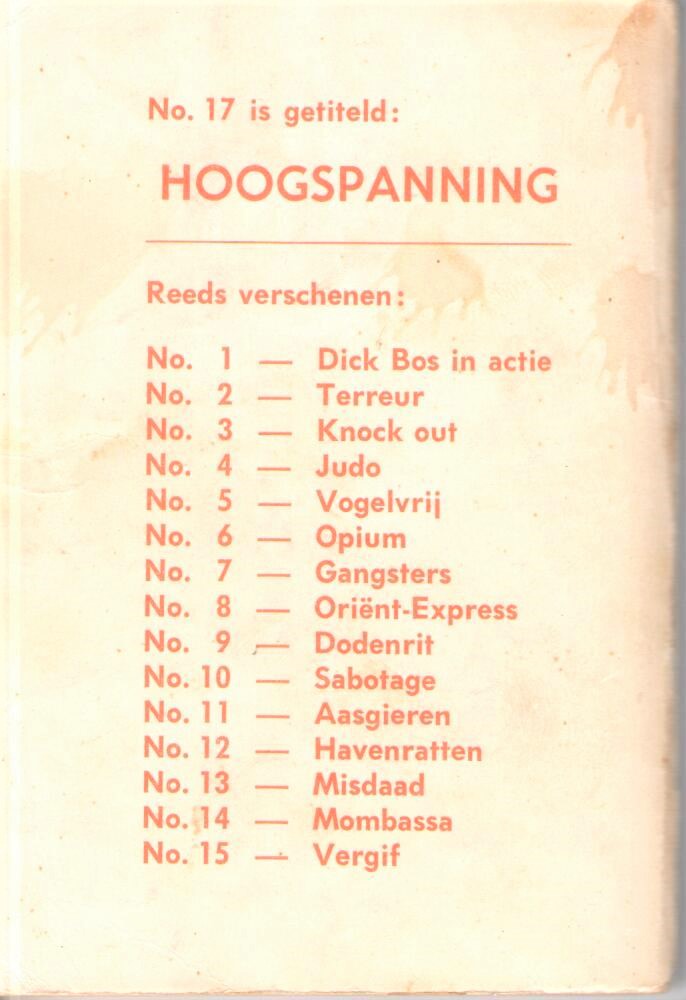 No. 17 is getiteld:
HOOGSPANNING
Reeds verschenen:
No. 1 — Dick Bos in actie
No. 2 — Terreur
No. 3 — Knock out
No. 4 — Judo
No. 5 — Vogelvrij
No. 6 — Opium
No. 7 — Gangsters
No. 8 — Oriënt-Express
No. 9 — Dodenrit
No. 10 — Sabotage
No. 11 — Aasgieren
No. 12 — Havenratten
No. 13 — Misdaad
No. 14 — Mombassa
No. 15 — Vergif